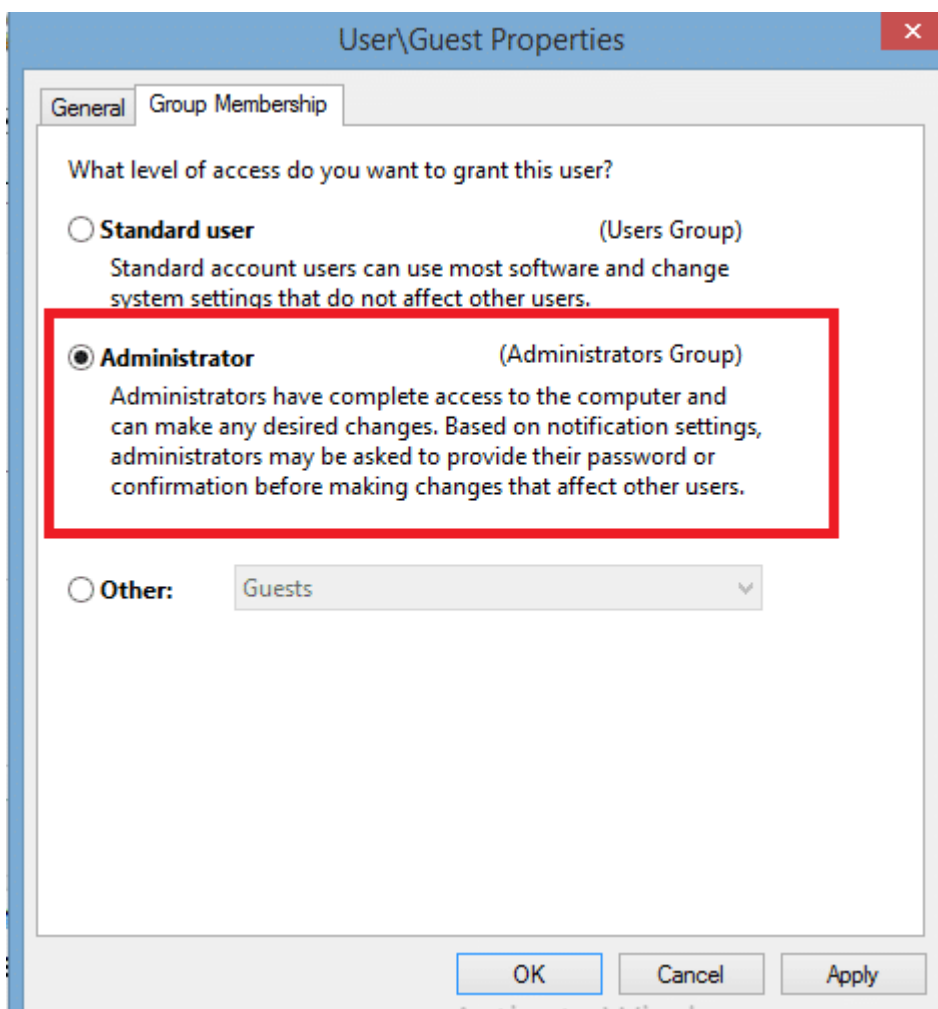 User\Guest Properties
General Group Membership
What level of access do you want to grant this user?
Standard user (Users Group)
Standard account users can use most software and change
system settings that do not affect other users.
Administrator (Administrators Group)
Administrators have complete access to the computer and
can make any desired changes. Based on notification settings,
administrators may be asked to provide their password or
confirmation before making changes that affect other users.
Other: Guests
OK Cancel Apply